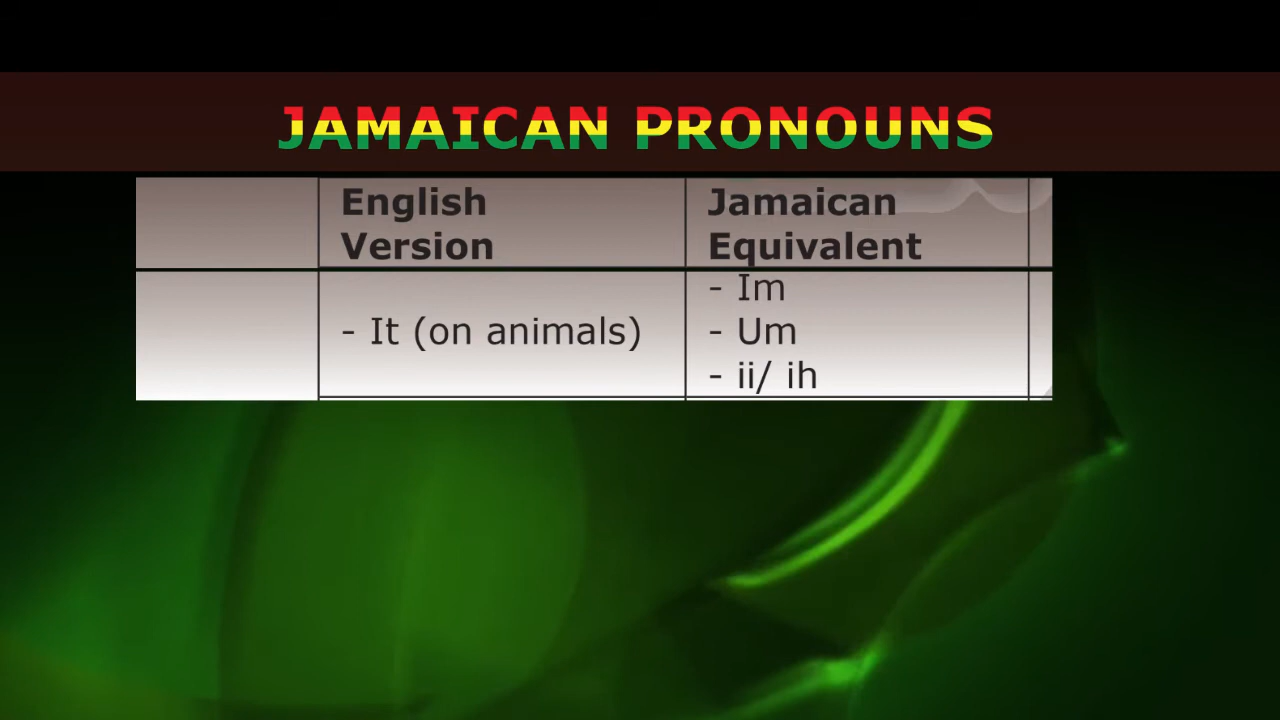 JAMAICAN PRONOUNS
English Version
Jamaican Equivalent
- It (on animals)
- Im
- Um
- ii/ ih